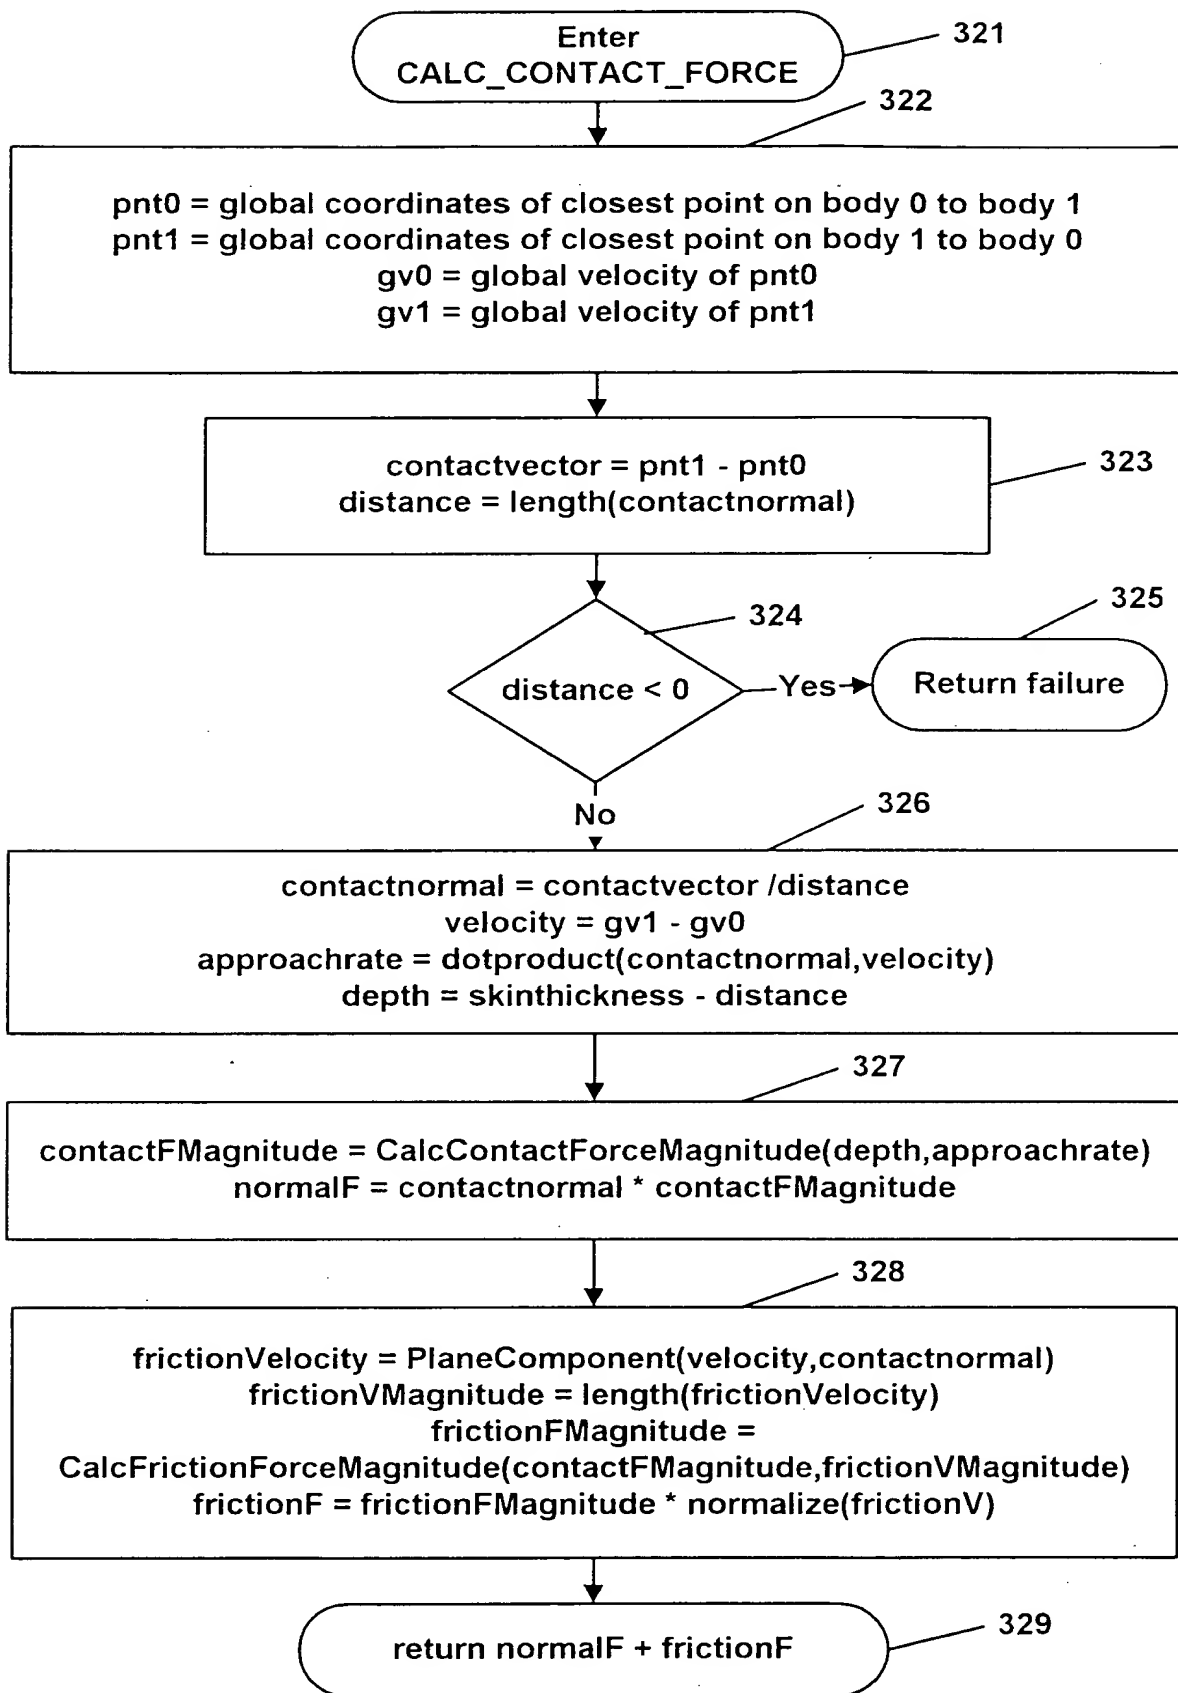 Enter
CALC_CONTACT_FORCE
321
322
pnt0 = global coordinates of closest point on body 0 to body 1
pnt1 = global coordinates of closest point on body 1 to body 0
gv0 = global velocity of pnt0
gv1 = global velocity of pnt1
contactvector = pnt1 - pnt0
distance = length(contactnormal)
323
324
distance < 0
Yes
325
Return failure
No
326
contactnormal = contactvector /distance
velocity = gv1 - gv0
approachrate = dotproduct(contactnormal,velocity)
depth = skinthickness - distance
327
contactFMagnitude = CalcContactForceMagnitude(depth,approachrate)
normalF = contactnormal * contactFMagnitude
328
frictionVelocity = PlaneComponent(velocity,contactnormal)
frictionVMagnitude = length(frictionVelocity)
frictionFMagnitude =
CalcFrictionForceMagnitude(contactFMagnitude,frictionVMagnitude)
frictionF = frictionFMagnitude * normalize(frictionV)
return normalF + frictionF
329